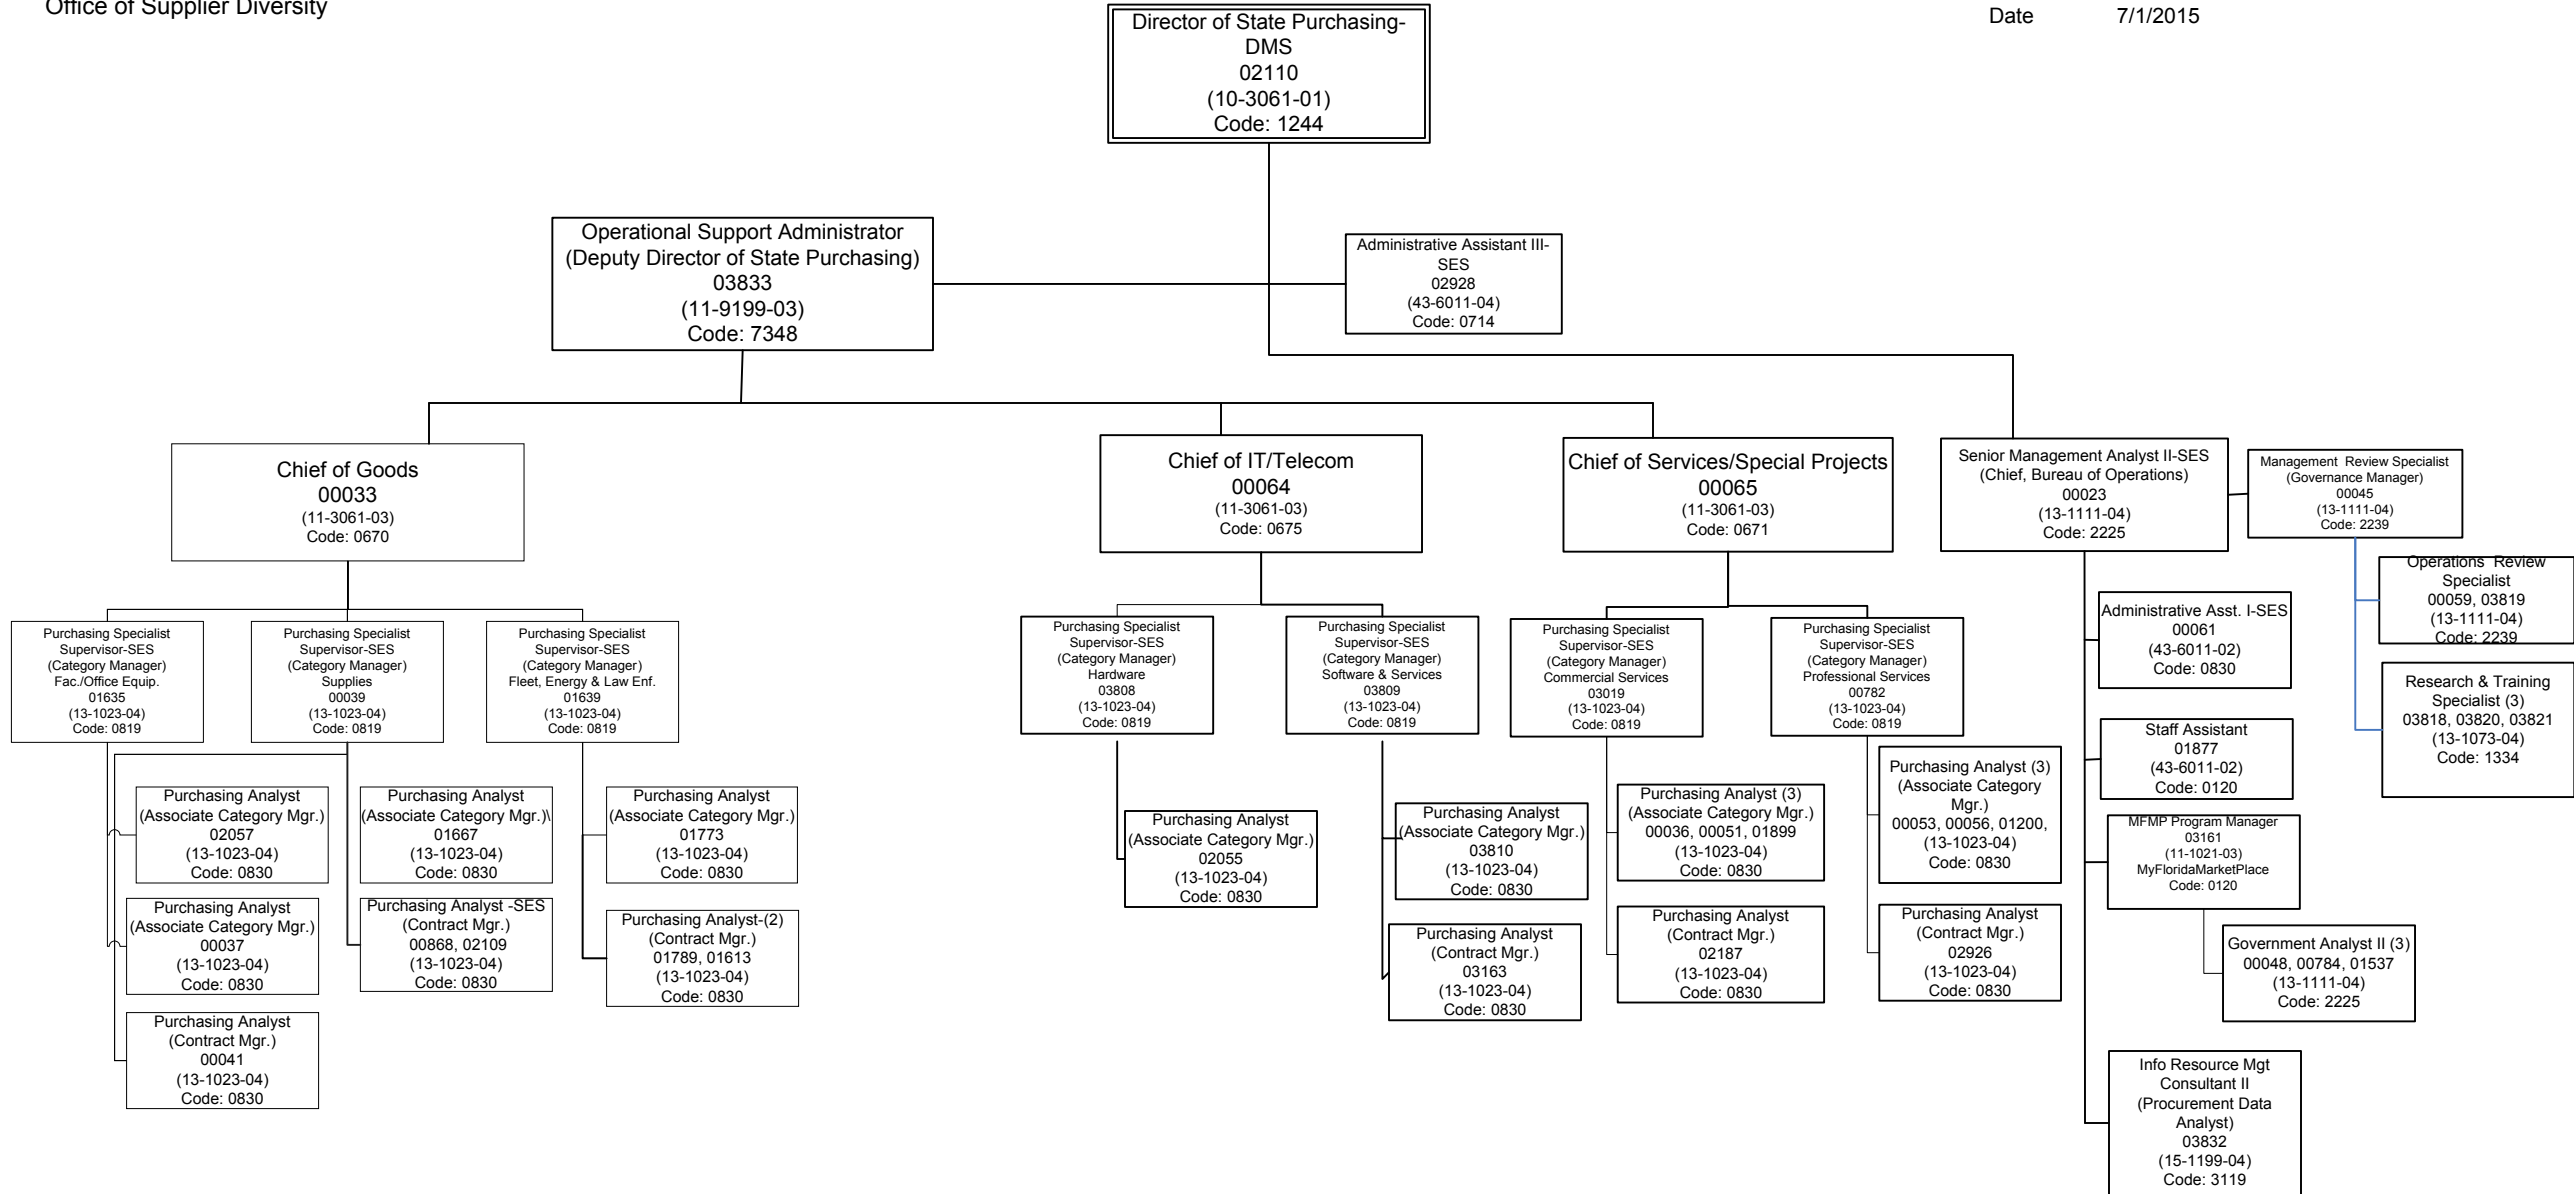 Office of Supplier Diversity
Date 7/1/2015
Director of State Purchasing-
DMS
02110
(10-3061-01)
Code: 1244
Operational Support Administrator
(Deputy Director of State Purchasing)
03833
(11-9199-03)
Code: 7348
Administrative Assistant III-
SES
02928
(43-6011-04)
Code: 0714
Chief of Goods
00033
(11-3061-03)
Code: 0670
Chief of IT/Telecom
00064
(11-3061-03)
Code: 0675
Chief of Services/Special Projects
00065
(11-3061-03)
Code: 0671
Senior Management Analyst II-SES
(Chief, Bureau of Operations)
00023
(13-1111-04)
Code: 2225
Management  Review Specialist
(Governance Manager)
00045
(13-1111-04)
Code: 2239
Operations  Review
Specialist
00059, 03819
(13-1111-04)
Code: 2239
Research & Training
Specialist (3)
03818, 03820, 03821
(13-1073-04)
Code: 1334
Purchasing Specialist
Supervisor-SES
(Category Manager)
Fac./Office Equip.
01635
(13-1023-04)
Code: 0819
Purchasing Specialist
Supervisor-SES
(Category Manager)
Supplies
00039
(13-1023-04)
Code: 0819
Purchasing Specialist
Supervisor-SES
(Category Manager)
Fleet, Energy & Law Enf.
01639
(13-1023-04)
Code: 0819
Purchasing Specialist
Supervisor-SES
(Category Manager)
Hardware
03808
(13-1023-04)
Code: 0819
Purchasing Specialist
Supervisor-SES
(Category Manager)
Software & Services
03809
(13-1023-04)
Code: 0819
Purchasing Specialist
Supervisor-SES
(Category Manager)
Commercial Services
03019
(13-1023-04)
Code: 0819
Purchasing Specialist
Supervisor-SES
(Category Manager)
Professional Services
00782
(13-1023-04)
Code: 0819
Administrative Asst. I-SES
00061
(43-6011-02)
Code: 0830
Staff Assistant
01877
(43-6011-02)
Code: 0120
MFMP Program Manager
03161
(11-1021-03)
MyFloridaMarketPlace
Code: 0120
Government Analyst II (3)
00048, 00784, 01537
(13-1111-04)
Code: 2225
Info Resource Mgt
Consultant II
(Procurement Data
Analyst)
03832
(15-1199-04)
Code: 3119
Purchasing Analyst
(Associate Category Mgr.)
02057
(13-1023-04)
Code: 0830
Purchasing Analyst
(Associate Category Mgr.)\
01667
(13-1023-04)
Code: 0830
Purchasing Analyst
(Associate Category Mgr.)
01773
(13-1023-04)
Code: 0830
Purchasing Analyst
(Associate Category Mgr.)
02055
(13-1023-04)
Code: 0830
Purchasing Analyst
(Associate Category Mgr.)
03810
(13-1023-04)
Code: 0830
Purchasing Analyst (3)
(Associate Category Mgr.)
00036, 00051, 01899
(13-1023-04)
Code: 0830
Purchasing Analyst (3)
(Associate Category
Mgr.)
00053, 00056, 01200,
(13-1023-04)
Code: 0830
Purchasing Analyst
(Associate Category Mgr.)
00037
(13-1023-04)
Code: 0830
Purchasing Analyst -SES
(Contract Mgr.)
00868, 02109
(13-1023-04)
Code: 0830
Purchasing Analyst-(2)
(Contract Mgr.)
01789, 01613
(13-1023-04)
Code: 0830
Purchasing Analyst
(Contract Mgr.)
03163
(13-1023-04)
Code: 0830
Purchasing Analyst
(Contract Mgr.)
02187
(13-1023-04)
Code: 0830
Purchasing Analyst
(Contract Mgr.)
02926
(13-1023-04)
Code: 0830
Purchasing Analyst
(Contract Mgr.)
00041
(13-1023-04)
Code: 0830